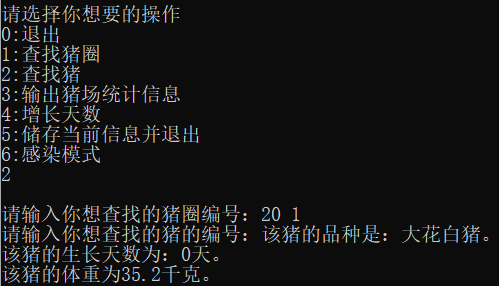 请选择你想要的操作
0:退出
1:查找猪圈
2:查找猪
3:输出猪场统计信息
4:增长天数
5:储存当前信息并退出
6:感染模式
2
请输入你想查找的猪圈编号：20 1
请输入你想查找的猪的编号：该猪的品种是：大花白猪。
该猪的生长天数为：0天。
该猪的体重为35.2千克。